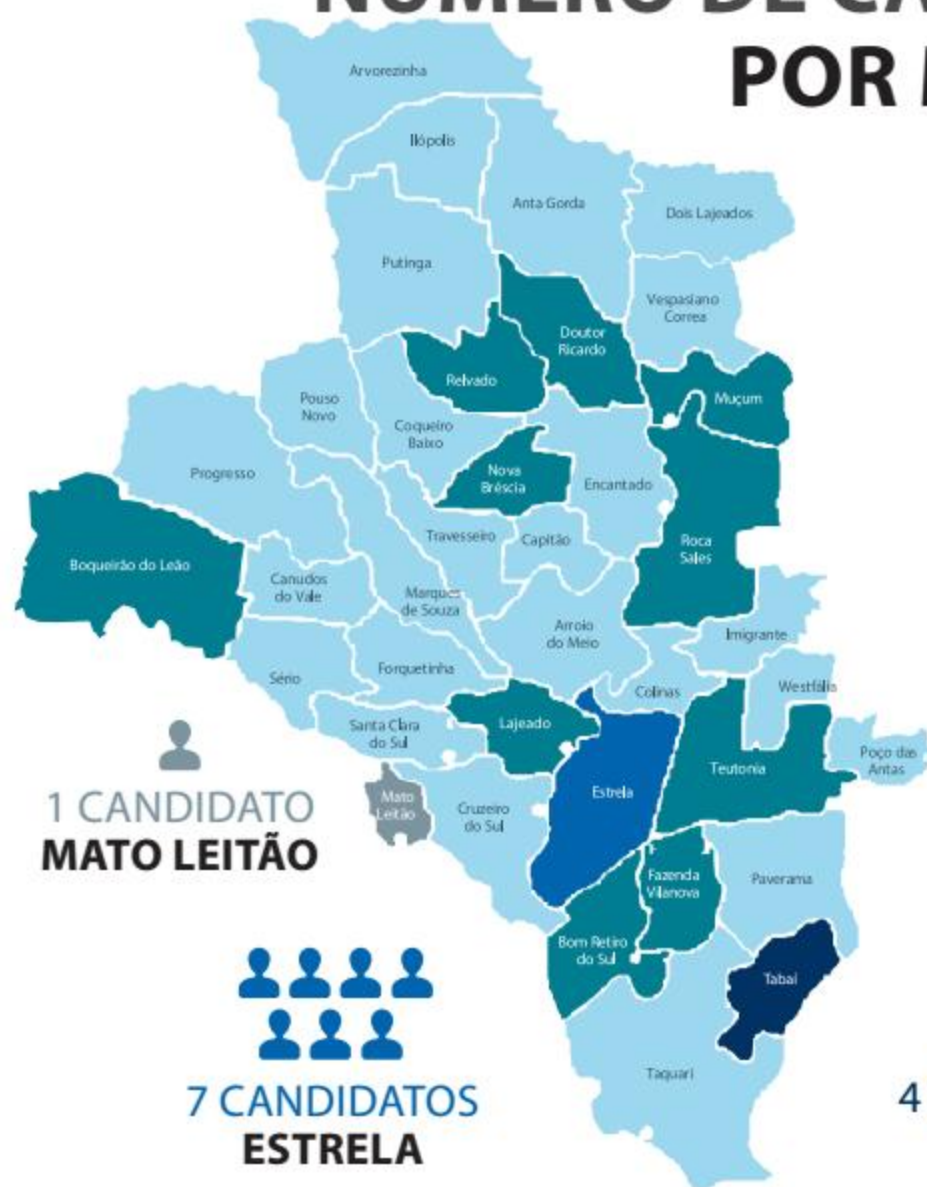 NÚMERO DE CA
POR
Arvorezinha
Ilópolis
Anta Gorda
Dois Lajeados
Putinga
Vespasiano
Correa
Doutor
Ricardo
Relvado
Muçum
Pouso
Novo
Coqueiro
Baixo
Progresso
Nova
Bréscia
Encantado
Travesseiro
Capitão
Roca
Sales
Boqueirão do Leão
Canudos
do Vale
Marques
de Souza
Arroio
do Meio
Imigrante
Sério
Forquetinha
Colinas
Westfália
Santa Clara
do Sul
Lajeado
Teutonia
Poço das
Antas
Estrela
Mato
Leitão
Cruzeiro
do Sul
1 CANDIDATO
MATO LEITÃO
Fazenda
Vilanova
Paverama
Bom Retiro
do Sul
Tabaí
Taquari
7 CANDIDATOS
ESTRELA
4